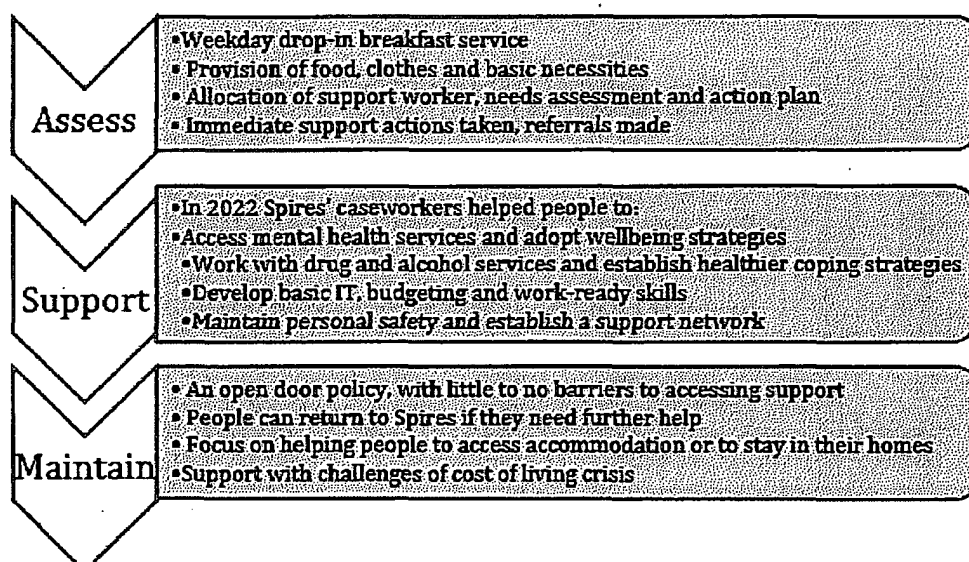 Assess
•Weekday drop-in breakfast service
• Provision of food, clothes and basic necessities
• Allocation of support worker, needs assessment and action plan
• Immediate support actions taken, referrals made
Support
•In 2022 Spires' caseworkers helped people to:
•Access mental health services and adopt wellbeing strategies
•Work with drug and alcohol services and establish healthier coping strategies
•Develop basic IT, budgeting and work-ready skills
•Maintain personal safety and establish a support network
Maintain
• An open door policy, with little to no barriers to accessing support
• People can return to Spires if they need further help
• Focus on helping people to access accommodation or to stay in their homes
•Support with challenges of cost of living crisis